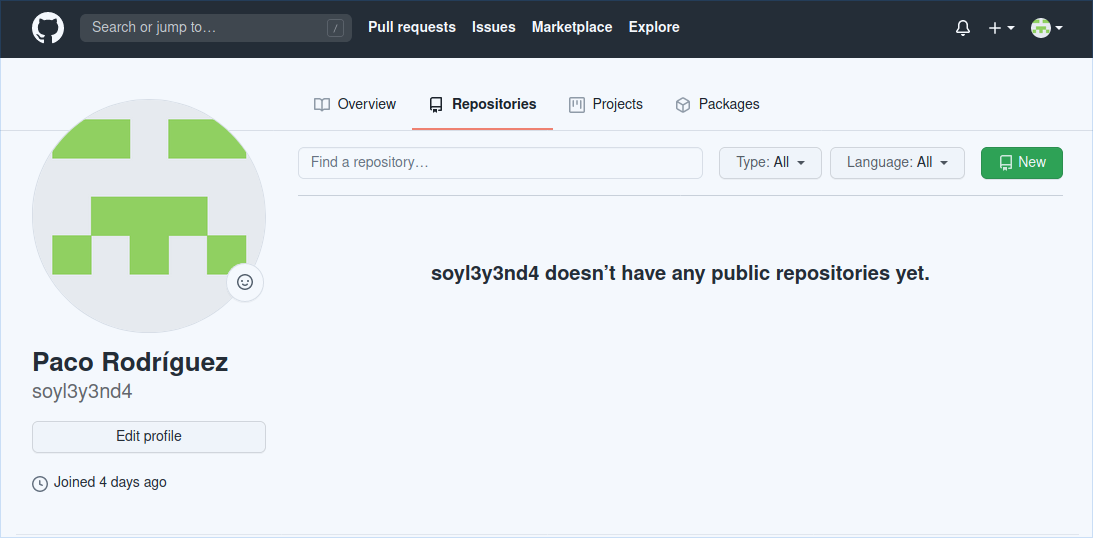 Search or jump to… /
Pull requests Issues Marketplace Explore
Overview Repositories Projects Packages
Find a repository… Type: All Language: All New
soyl3y3nd4 doesn’t have any public repositories yet.
Paco Rodríguez
soyl3y3nd4
Edit profile
Joined 4 days ago